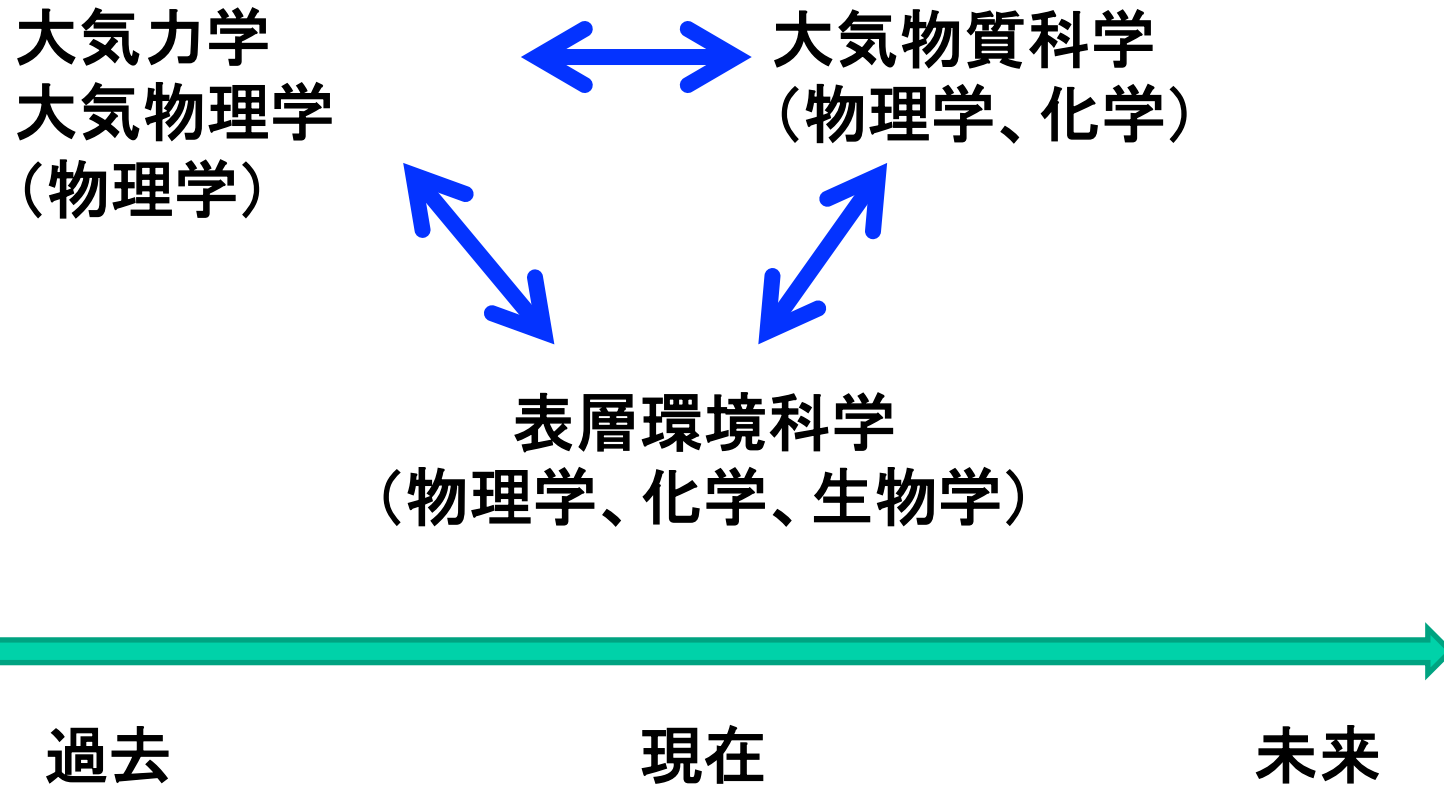 大気力学
大気物理学
（物理学）
大気物質科学
（物理学、化学）
表層環境科学
（物理学、化学、生物学）
過去
現在
未来